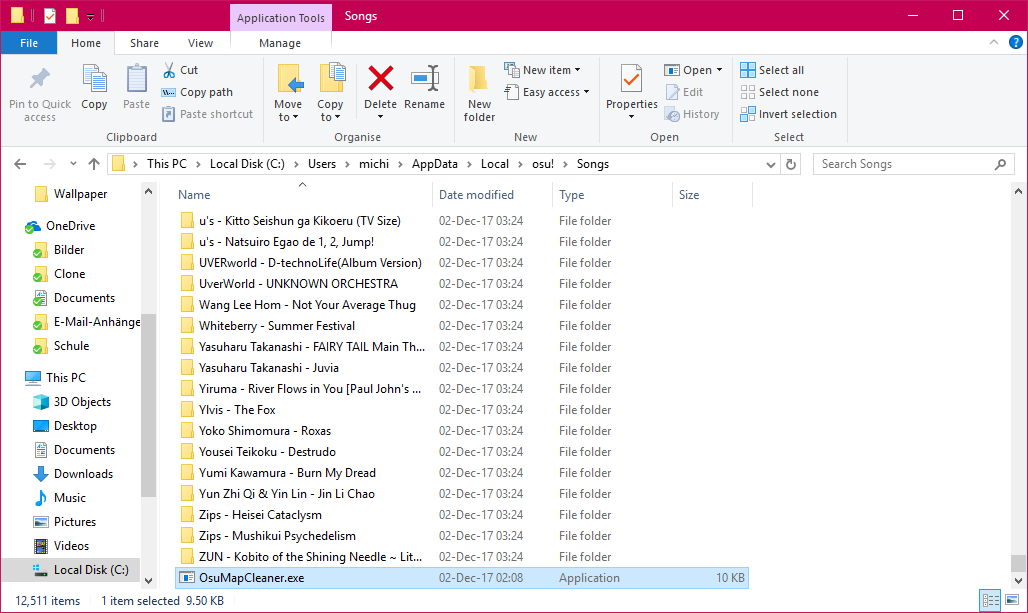 Application Tools
Songs
File
Home
Share
View
Manage
Pin to Quick access
Copy
Paste
Cut
Copy path
Paste shortcut
Clipboard
Move to
Copy to
Delete
Rename
Organise
New folder
New item
Easy access
New
Properties
Open
Edit
History
Open
Select all
Select none
Invert selection
Select
This PC > Local Disk (C:) > Users > michi > AppData > Local > osu! > Songs
Search Songs
Wallpaper
OneDrive
Bilder
Clone
Documents
E-Mail-Anhänge
Schule
This PC
3D Objects
Desktop
Documents
Downloads
Music
Pictures
Videos
Local Disk (C:)
Name Date modified Type Size
u's - Kitto Seishun ga Kikoeru (TV Size) 02-Dec-17 03:24 File folder
u's - Natsuiro Egao de 1, 2, Jump! 02-Dec-17 03:24 File folder
UVERworld - D-technoLife(Album Version) 02-Dec-17 03:24 File folder
UverWorld - UNKNOWN ORCHESTRA 02-Dec-17 03:24 File folder
Wang Lee Hom - Not Your Average Thug 02-Dec-17 03:24 File folder
Whiteberry - Summer Festival 02-Dec-17 03:24 File folder
Yasuharu Takanashi - FAIRY TAIL Main Th... 02-Dec-17 03:24 File folder
Yasuharu Takanashi - Juvia 02-Dec-17 03:24 File folder
Yiruma - River Flows in You [Paul John's ... 02-Dec-17 03:24 File folder
Ylvis - The Fox 02-Dec-17 03:24 File folder
Yoko Shimomura - Roxas 02-Dec-17 03:24 File folder
Yousei Teikoku - Destrudo 02-Dec-17 03:24 File folder
Yumi Kawamura - Burn My Dread 02-Dec-17 03:24 File folder
Yun Zhi Qi & Yin Lin - Jin Li Chao 02-Dec-17 03:24 File folder
Zips - Heisei Cataclysm 02-Dec-17 03:24 File folder
Zips - Mushikui Psychedelism 02-Dec-17 03:24 File folder
ZUN - Kobito of the Shining Needle ~ Lit... 02-Dec-17 03:24 File folder
OsuMapCleaner.exe 02-Dec-17 02:08 Application 10 KB
12,511 items 1 item selected 9.50 KB